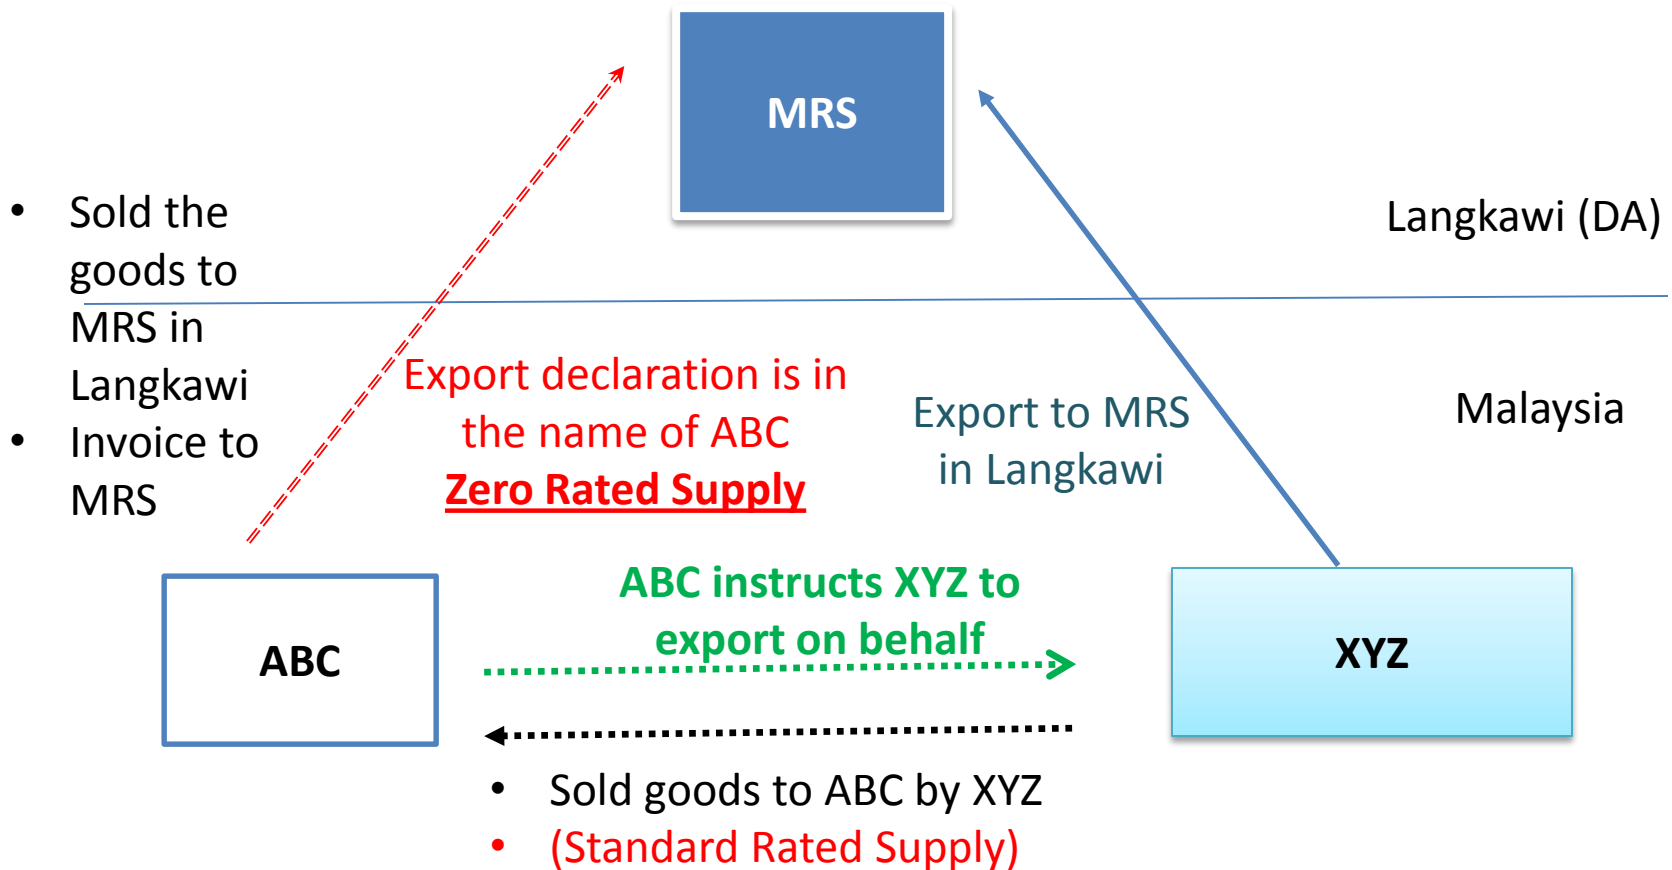 MRS
• Sold the
goods to
MRS in
Langkawi
• Invoice to
MRS
Langkawi (DA)
Malaysia
Export declaration is in
the name of ABC
Zero Rated Supply
Export to MRS
in Langkawi
ABC
ABC instructs XYZ to
export on behalf
XYZ
• Sold goods to ABC by XYZ
• (Standard Rated Supply)